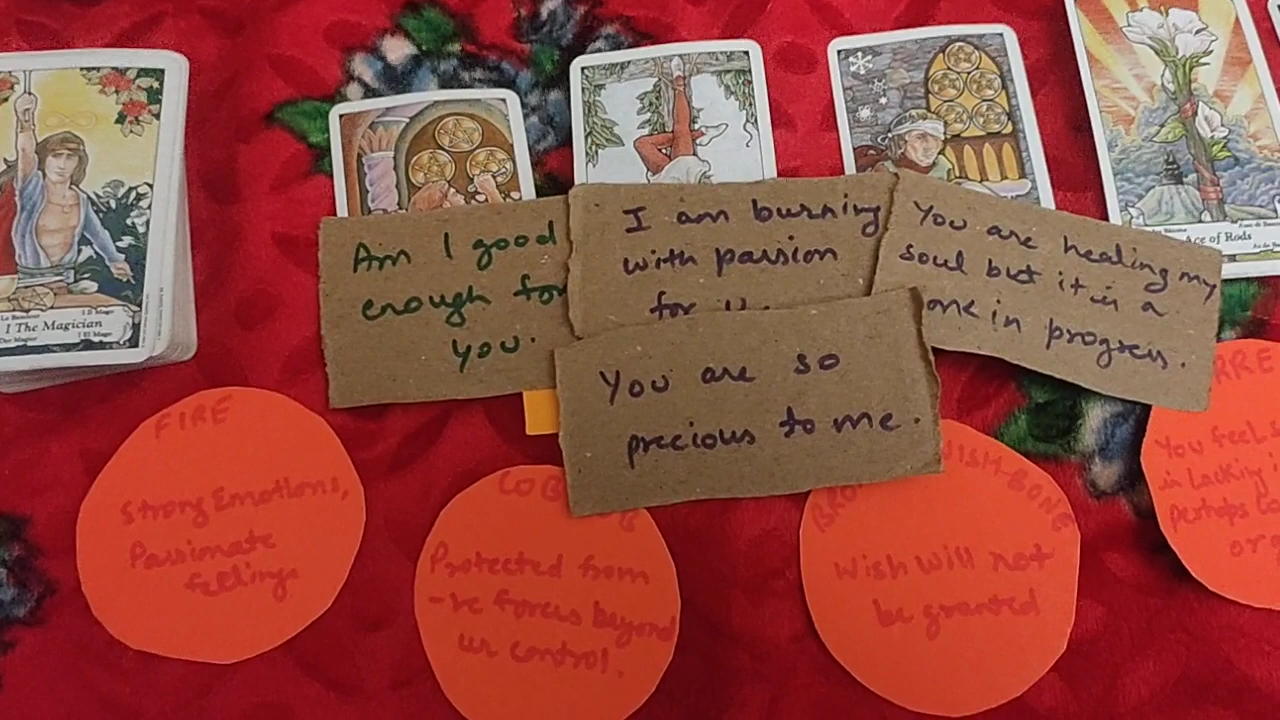 I The Magician
Ace of Rods
Am I good
enough for
you.
I am burning
with passion
for u.
You are healing my
soul but it is a
in progress.
You are so
precious to me.
FIRE
Strong Emotions,
Passionate
feelings
Protected from
-ve forces beyond
ur control.
WISH-BONE
Wish will not
be granted
You feel
in Lacking
perhaps